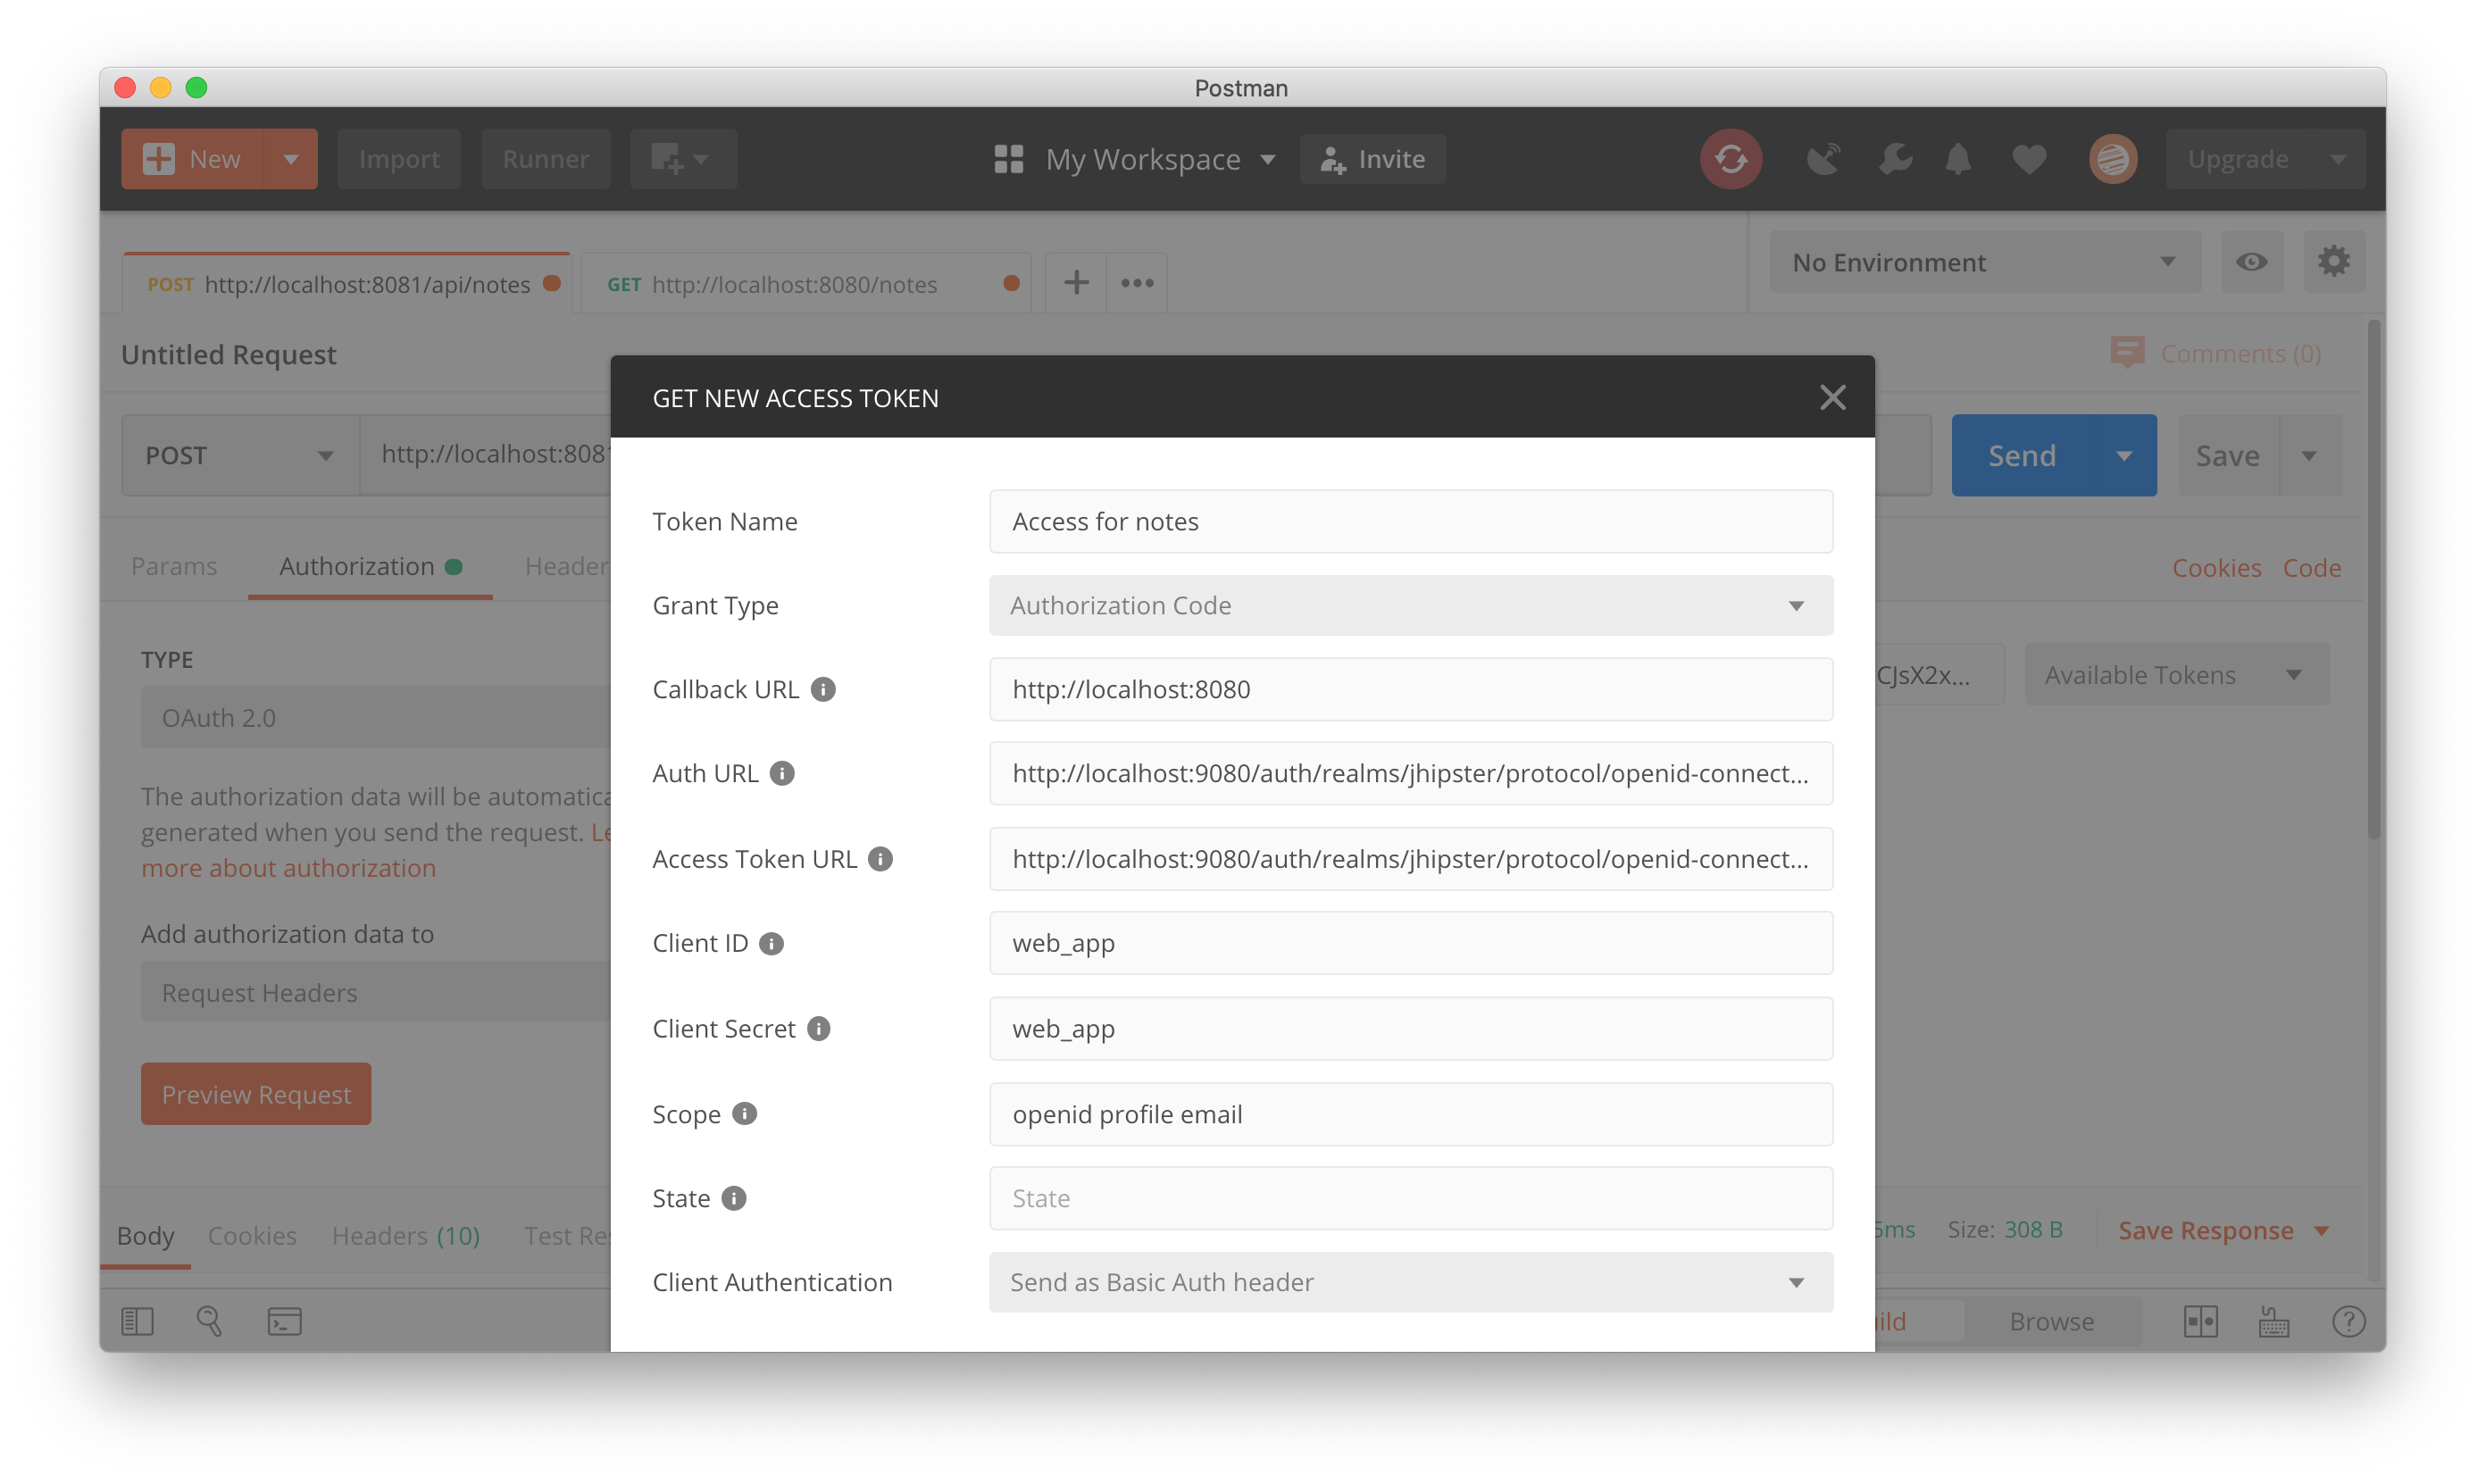 Postman
New
Import
Runner
My Workspace
Invite
Upgrade
POST http://localhost:8081/api/notes
GET http://localhost:8080/notes
•••
No Environment
Untitled Request
Comments (0)
POST
http://localhost:808
Send
Save
Params
Authorization
Header
Cookies
Code
TYPE
OAuth 2.0
CJsX2x...
Available Tokens
The authorization data will be automatica
generated when you send the request. Le
more about authorization
Add authorization data to
Request Headers
Preview Request
GET NEW ACCESS TOKEN
Token Name
Access for notes
Grant Type
Authorization Code
Callback URL
http://localhost:8080
Auth URL
http://localhost:9080/auth/realms/jhipster/protocol/openid-connect...
Access Token URL
http://localhost:9080/auth/realms/jhipster/protocol/openid-connect...
Client ID
web_app
Client Secret
web_app
Scope
openid profile email
State
State
Client Authentication
Send as Basic Auth header
Body
Cookies
Headers (10)
Test Res
5ms
Size: 308 B
Save Response
ild
Browse